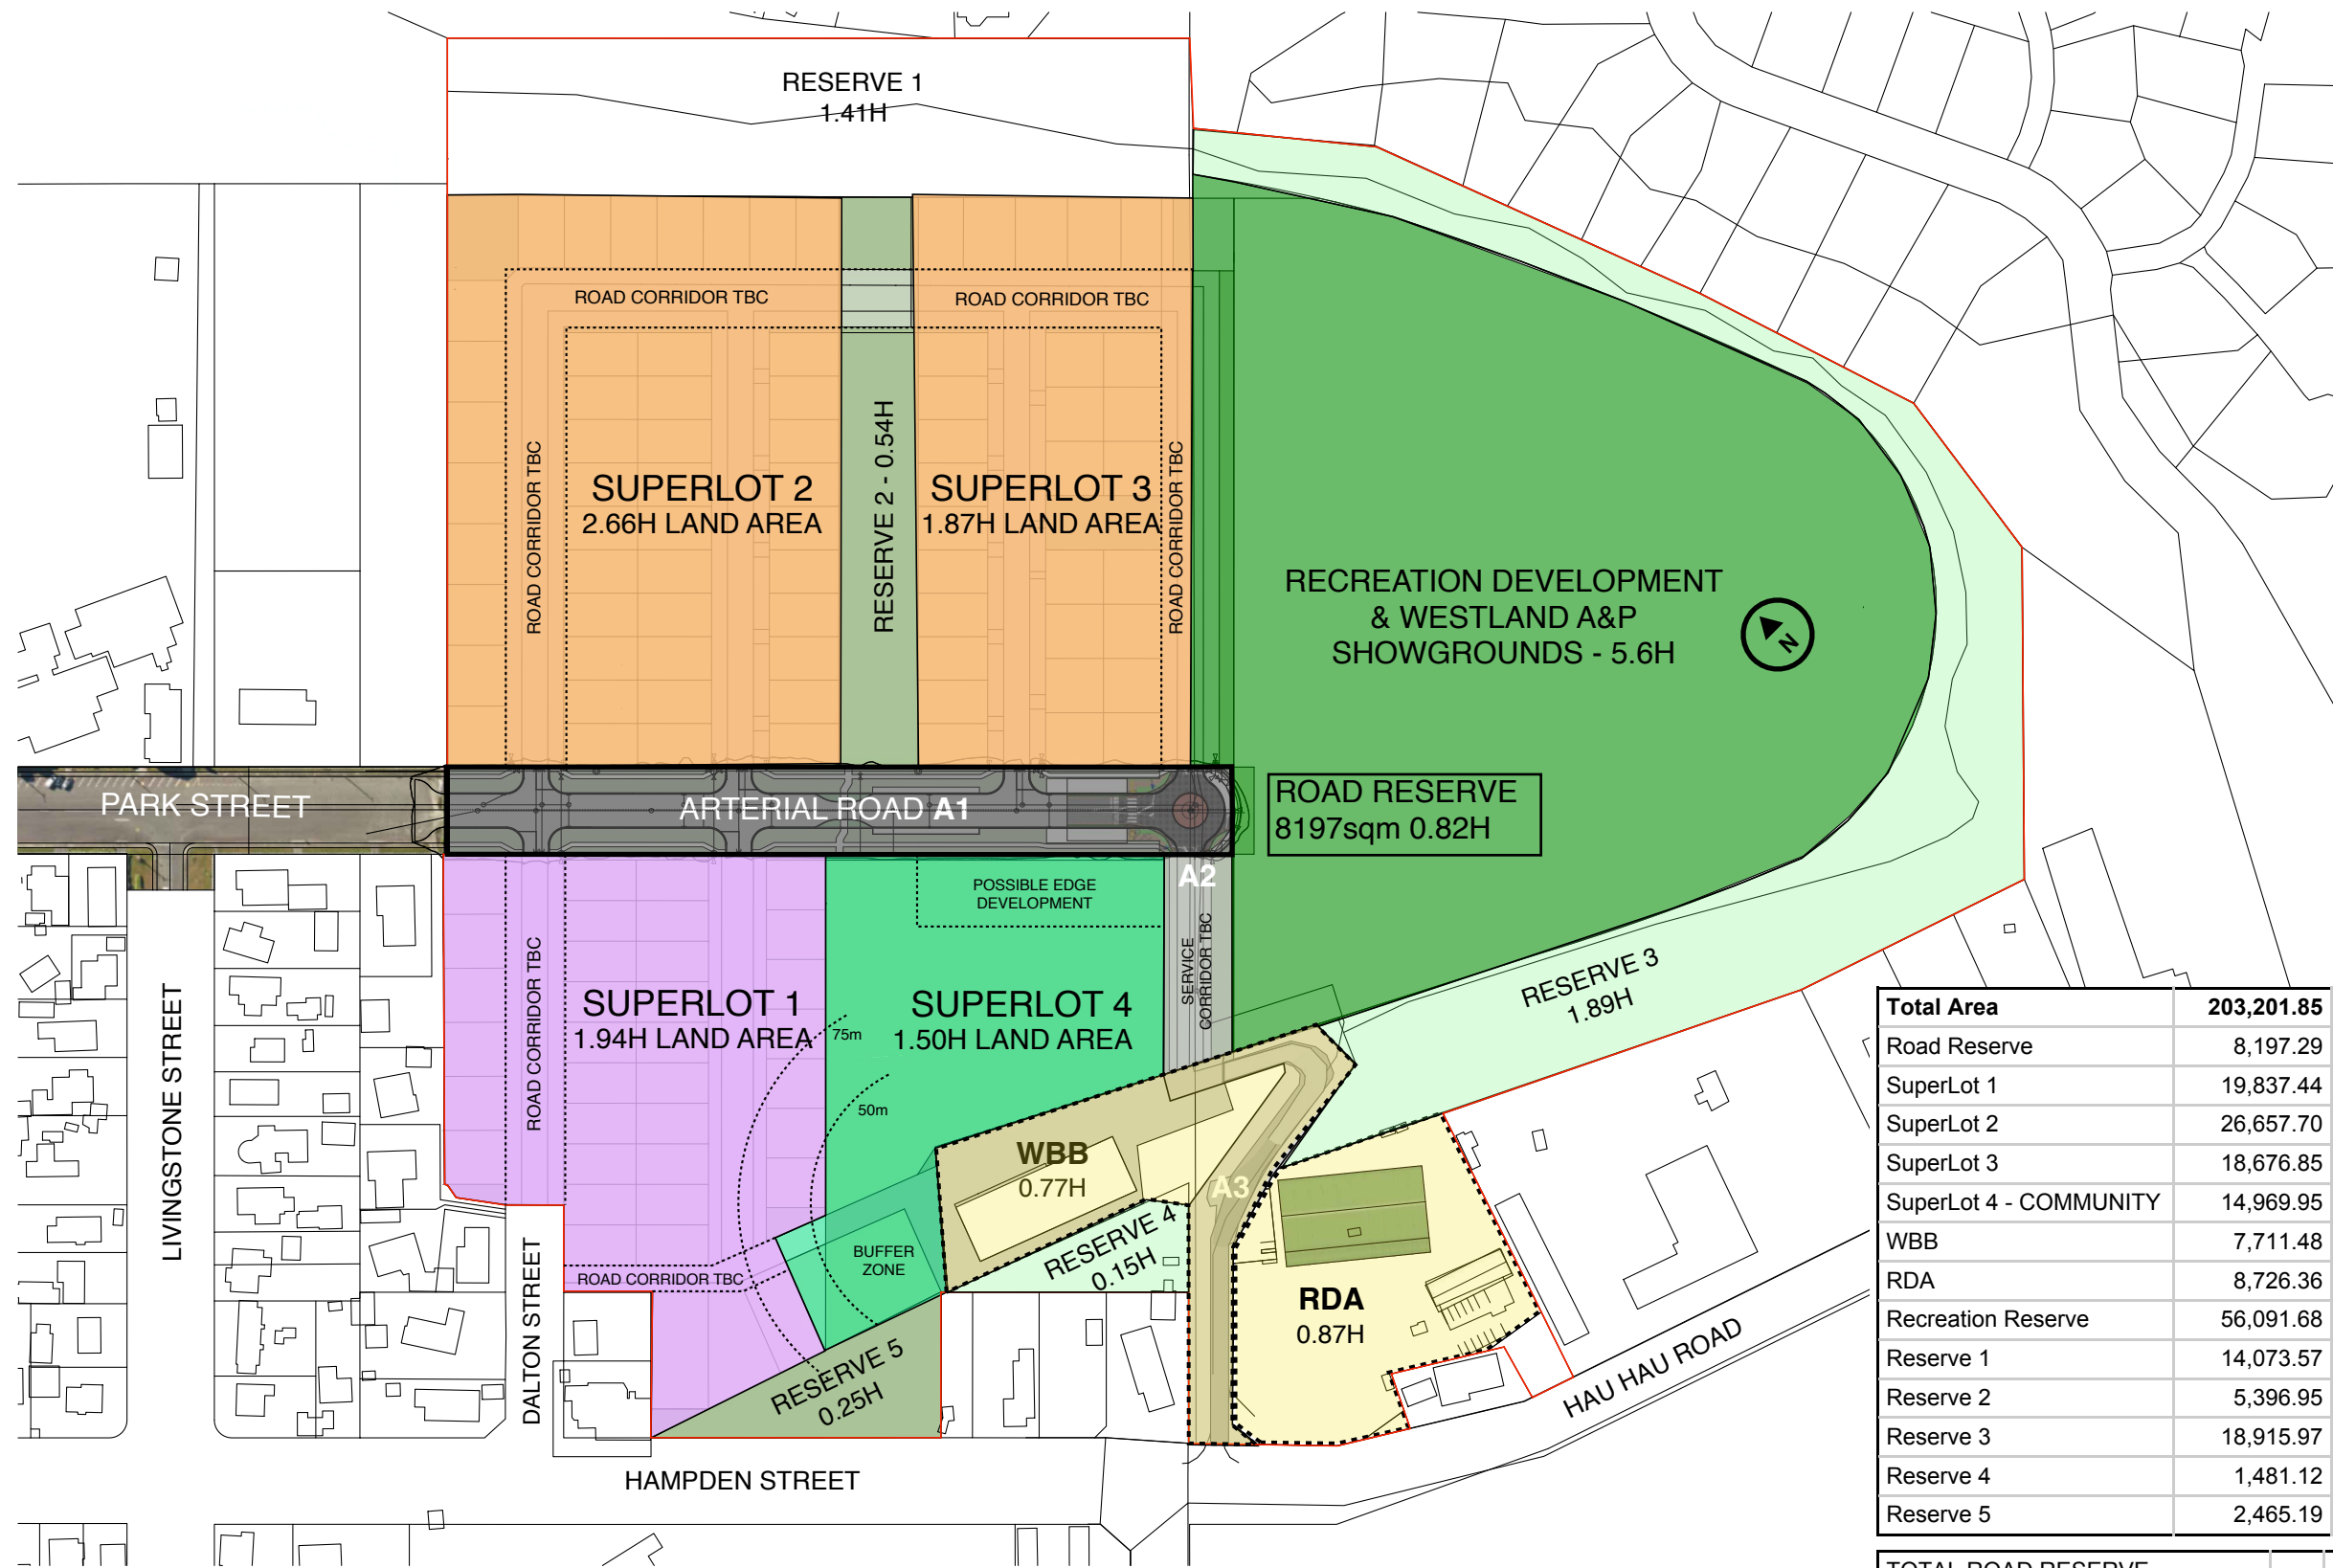 RESERVE 1
1.41H
ROAD CORRIDOR TBC
ROAD CORRIDOR TBC
ROAD CORRIDOR TBC
SUPERLOT 2
2.66H LAND AREA
RESERVE 2 - 0.54H
SUPERLOT 3
1.87H LAND AREA
ROAD CORRIDOR TBC
RECREATION DEVELOPMENT
& WESTLAND A&P
SHOWGROUNDS - 5.6H
N
PARK STREET
ARTERIAL ROAD A1
ROAD RESERVE
8197sqm 0.82H
A2
POSSIBLE EDGE
DEVELOPMENT
SERVICE
CORRIDOR TBC
LIVINGSTONE STREET
ROAD CORRIDOR TBC
SUPERLOT 1
1.94H LAND AREA
75m
SUPERLOT 4
1.50H LAND AREA
50m
RESERVE 3
1.89H
WBB
0.77H
A3
RESERVE 4
0.15H
BUFFER
ZONE
ROAD CORRIDOR TBC
DALTON STREET
RDA
0.87H
RESERVE 5
0.25H
HAU HAU ROAD
HAMPDEN STREET
Total Area 203,201.85
Road Reserve 8,197.29
SuperLot 1 19,837.44
SuperLot 2 26,657.70
SuperLot 3 18,676.85
SuperLot 4 - COMMUNITY 14,969.95
WBB 7,711.48
RDA 8,726.36
Recreation Reserve 56,091.68
Reserve 1 14,073.57
Reserve 2 5,396.95
Reserve 3 18,915.97
Reserve 4 1,481.12
Reserve 5 2,465.19
TOTAL ROAD RESERVE